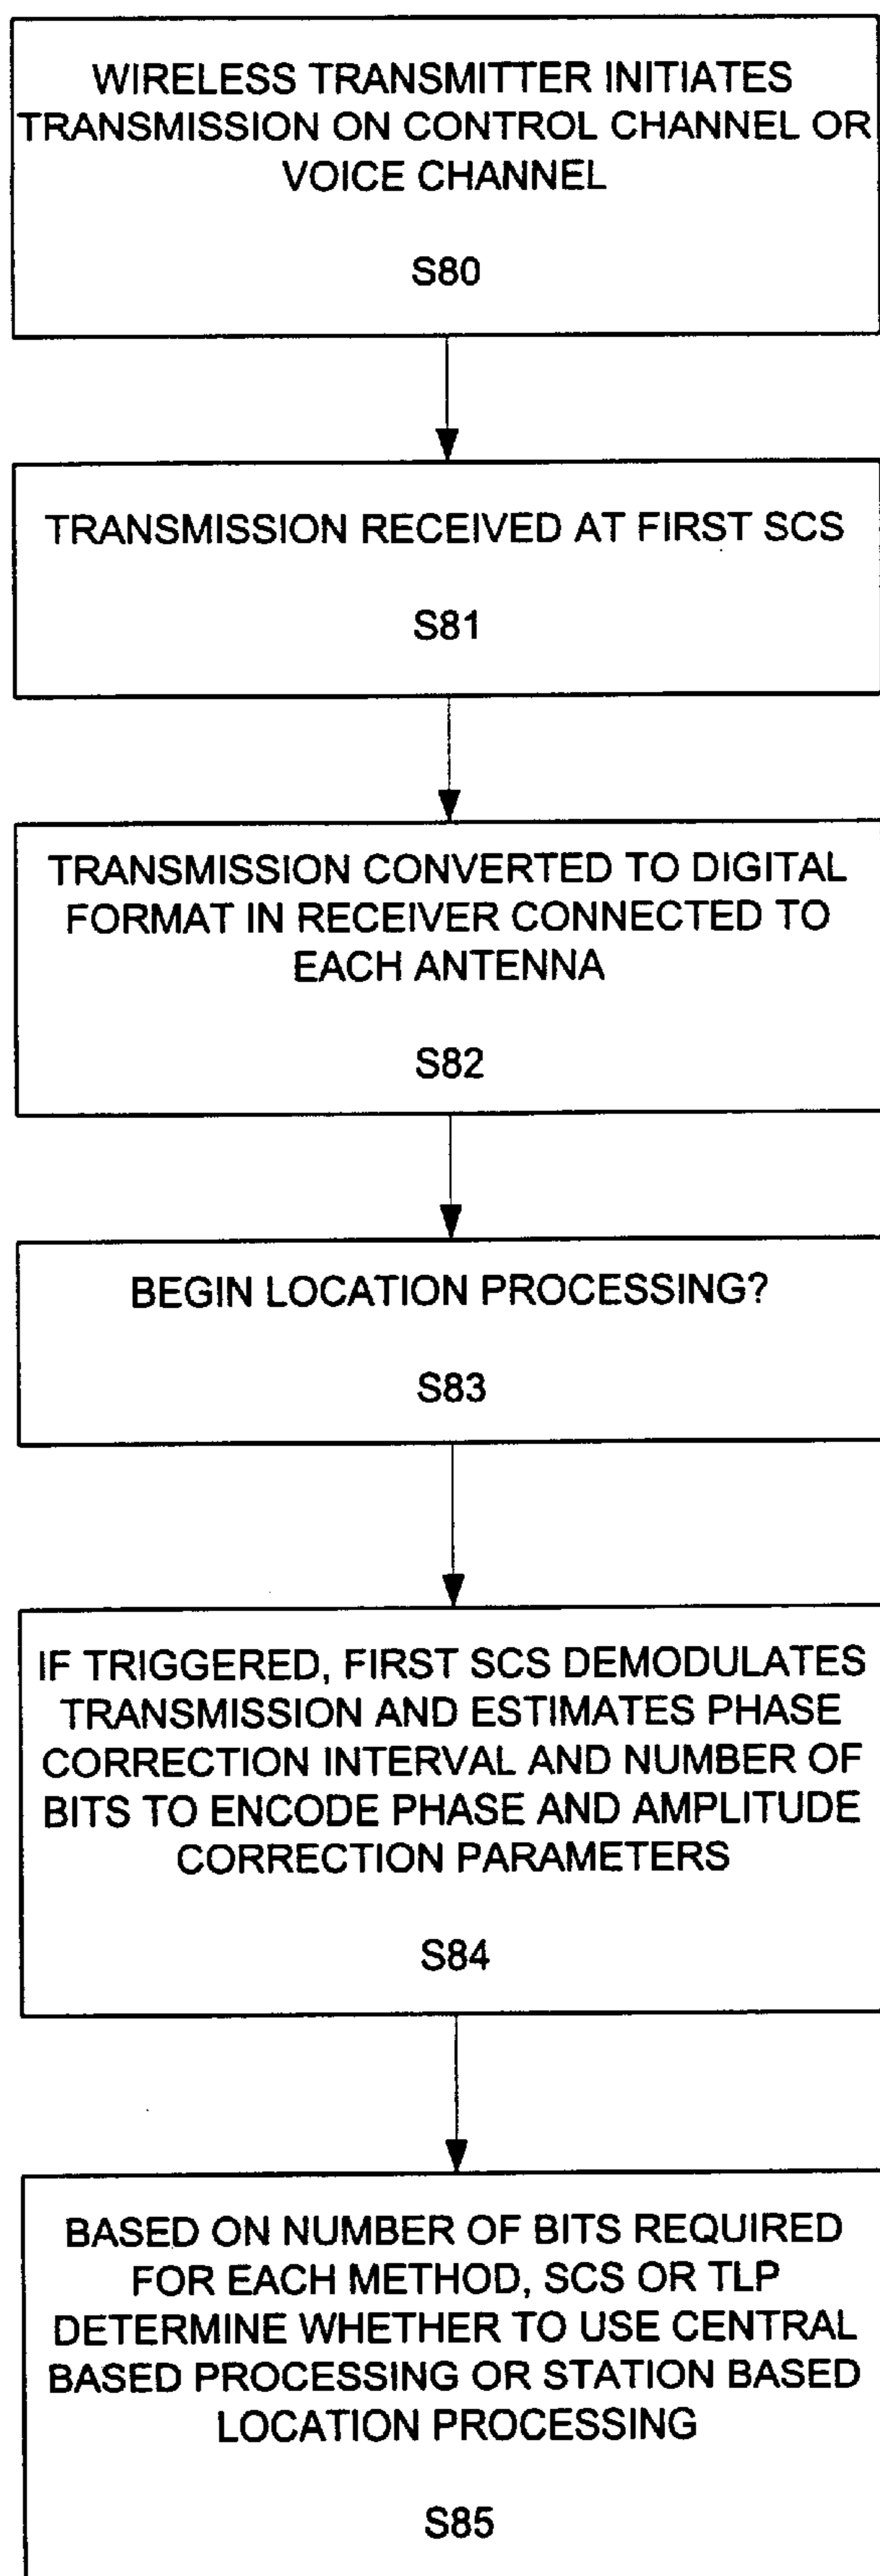 WIRELESS TRANSMITTER INITIATES
TRANSMISSION ON CONTROL CHANNEL OR
VOICE CHANNEL
S80
TRANSMISSION RECEIVED AT FIRST SCS
S81
TRANSMISSION CONVERTED TO DIGITAL
FORMAT IN RECEIVER CONNECTED TO
EACH ANTENNA
S82
BEGIN LOCATION PROCESSING?
S83
IF TRIGGERED, FIRST SCS DEMODULATES
TRANSMISSION AND ESTIMATES PHASE
CORRECTION INTERVAL AND NUMBER OF
BITS TO ENCODE PHASE AND AMPLITUDE
CORRECTION PARAMETERS
S84
BASED ON NUMBER OF BITS REQUIRED
FOR EACH METHOD, SCS OR TLP
DETERMINE WHETHER TO USE CENTRAL
BASED PROCESSING OR STATION BASED
LOCATION PROCESSING
S85